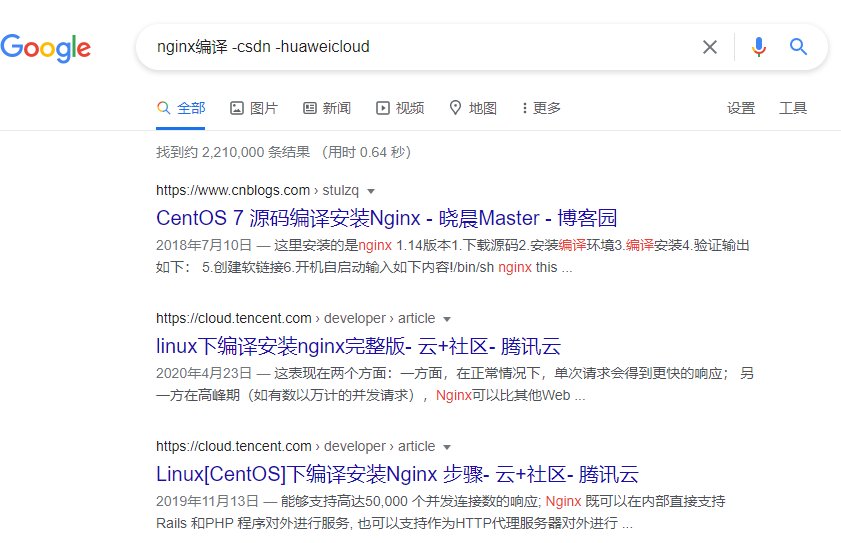 Google
nginx编译 -csdn -huaweicloud
全部 图片 新闻 视频 地图 更多 设置 工具
找到约 2,210,000 条结果 （用时 0.64 秒）
https://www.cnblogs.com › stulzq
CentOS 7 源码编译安装Nginx - 晓晨Master - 博客园
2018年7月10日 — 这里安装的是nginx 1.14版本1.下载源码2.安装编译环境3.编译安装4.验证输出
如下： 5.创建软链接6.开机自启动输入如下内容!/bin/sh nginx this ...
https://cloud.tencent.com › developer › article
linux下编译安装nginx完整版- 云+社区- 腾讯云
2020年4月23日 — 这表现在两个方面：一方面，在正常情况下，单次请求会得到更快的响应； 另
一方在高峰期（如有数以万计的并发请求），Nginx可以比其他Web ...
https://cloud.tencent.com › developer › article
Linux[CentOS]下编译安装Nginx 步骤- 云+社区- 腾讯云
2019年11月13日 — 能够支持高达50,000 个并发连接数的响应; Nginx 既可以在内部直接支持
Rails 和PHP 程序对外进行服务, 也可以支持作为HTTP代理服务器对外进行 ...